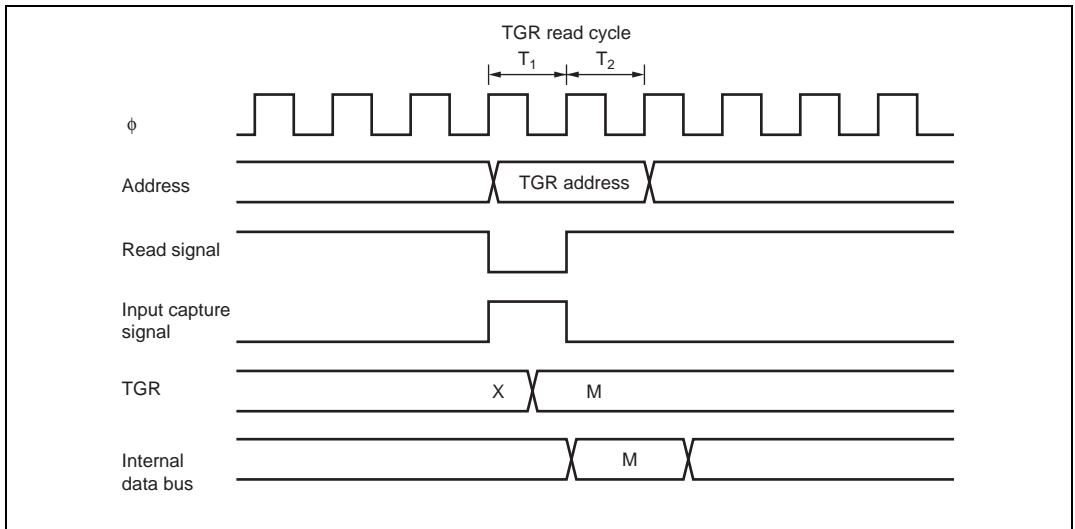 TGR read cycle
T1 T2
φ
Address
TGR address
Read signal
Input capture
signal
TGR
X M
Internal
data bus
M